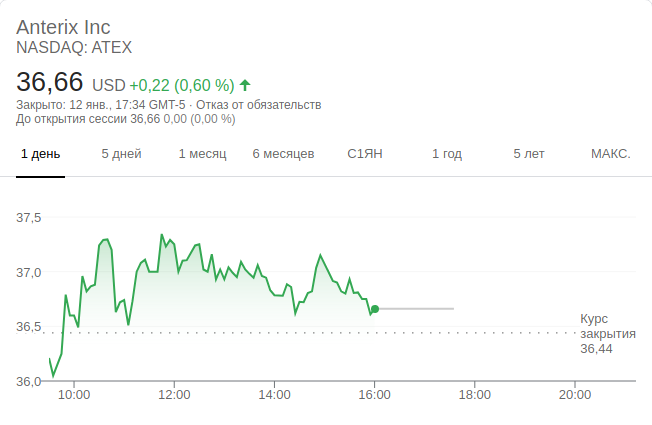 Anterix Inc
NASDAQ: ATEX
36,66 USD +0,22 (0,60 %)
Закрыто: 12 янв., 17:34 GMT-5 · Отказ от обязательств
До открытия сессии 36,66 0,00 (0,00 %)
1 день 5 дней 1 месяц 6 месяцев С1ЯН 1 год 5 лет МАКС.
37,5
37,0
36,5
36,0
Курс
закрытия
36,44
10:00 12:00 14:00 16:00 18:00 20:00